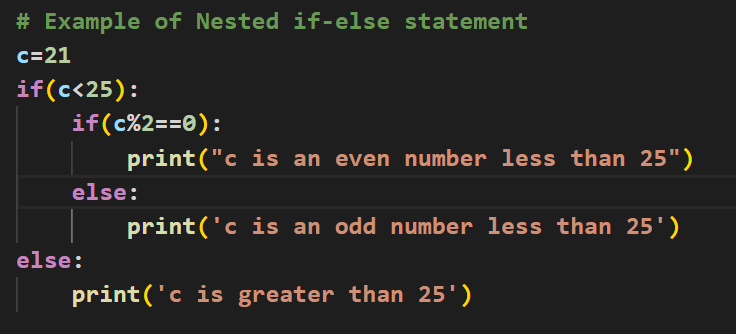 # Example of Nested if-else statement
c=21
if(c<25):
    if(c%2==0):
        print("c is an even number less than 25")
    else:
        print('c is an odd number less than 25')
else:
    print('c is greater than 25')